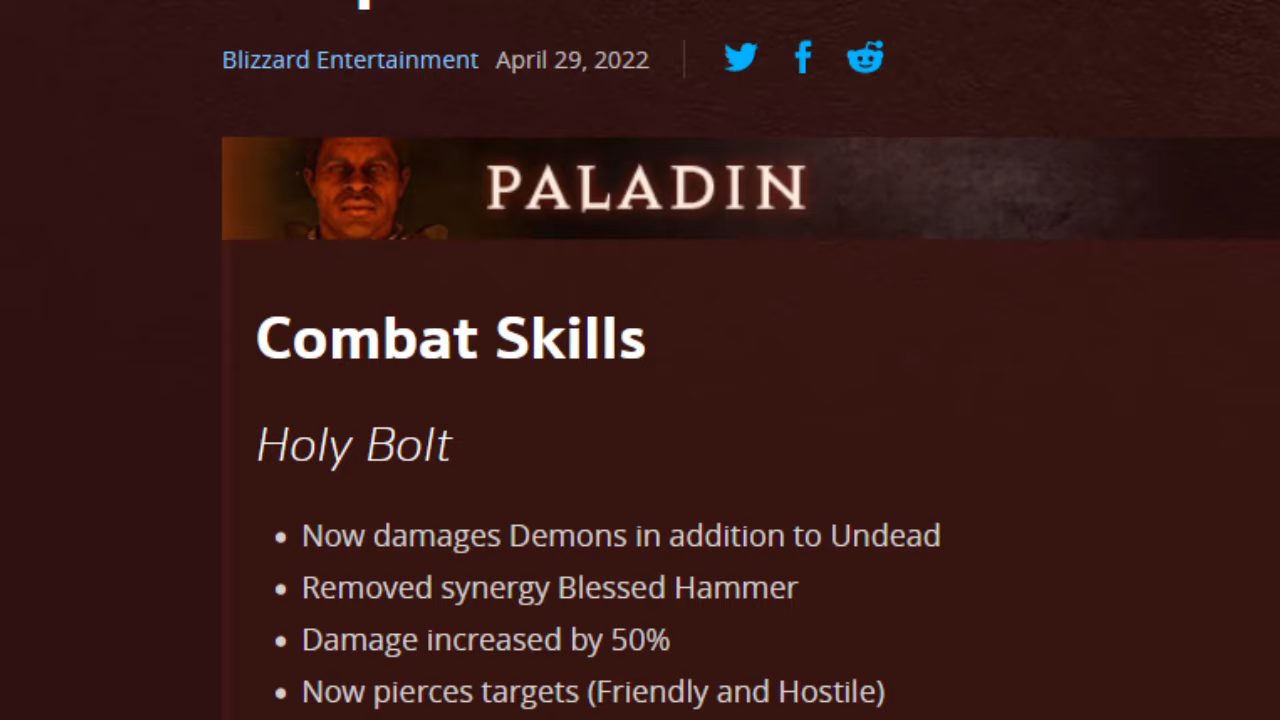 Blizzard Entertainment April 29, 2022
PALADIN
Combat Skills
Holy Bolt
• Now damages Demons in addition to Undead
• Removed synergy Blessed Hammer
• Damage increased by 50%
• Now pierces targets (Friendly and Hostile)